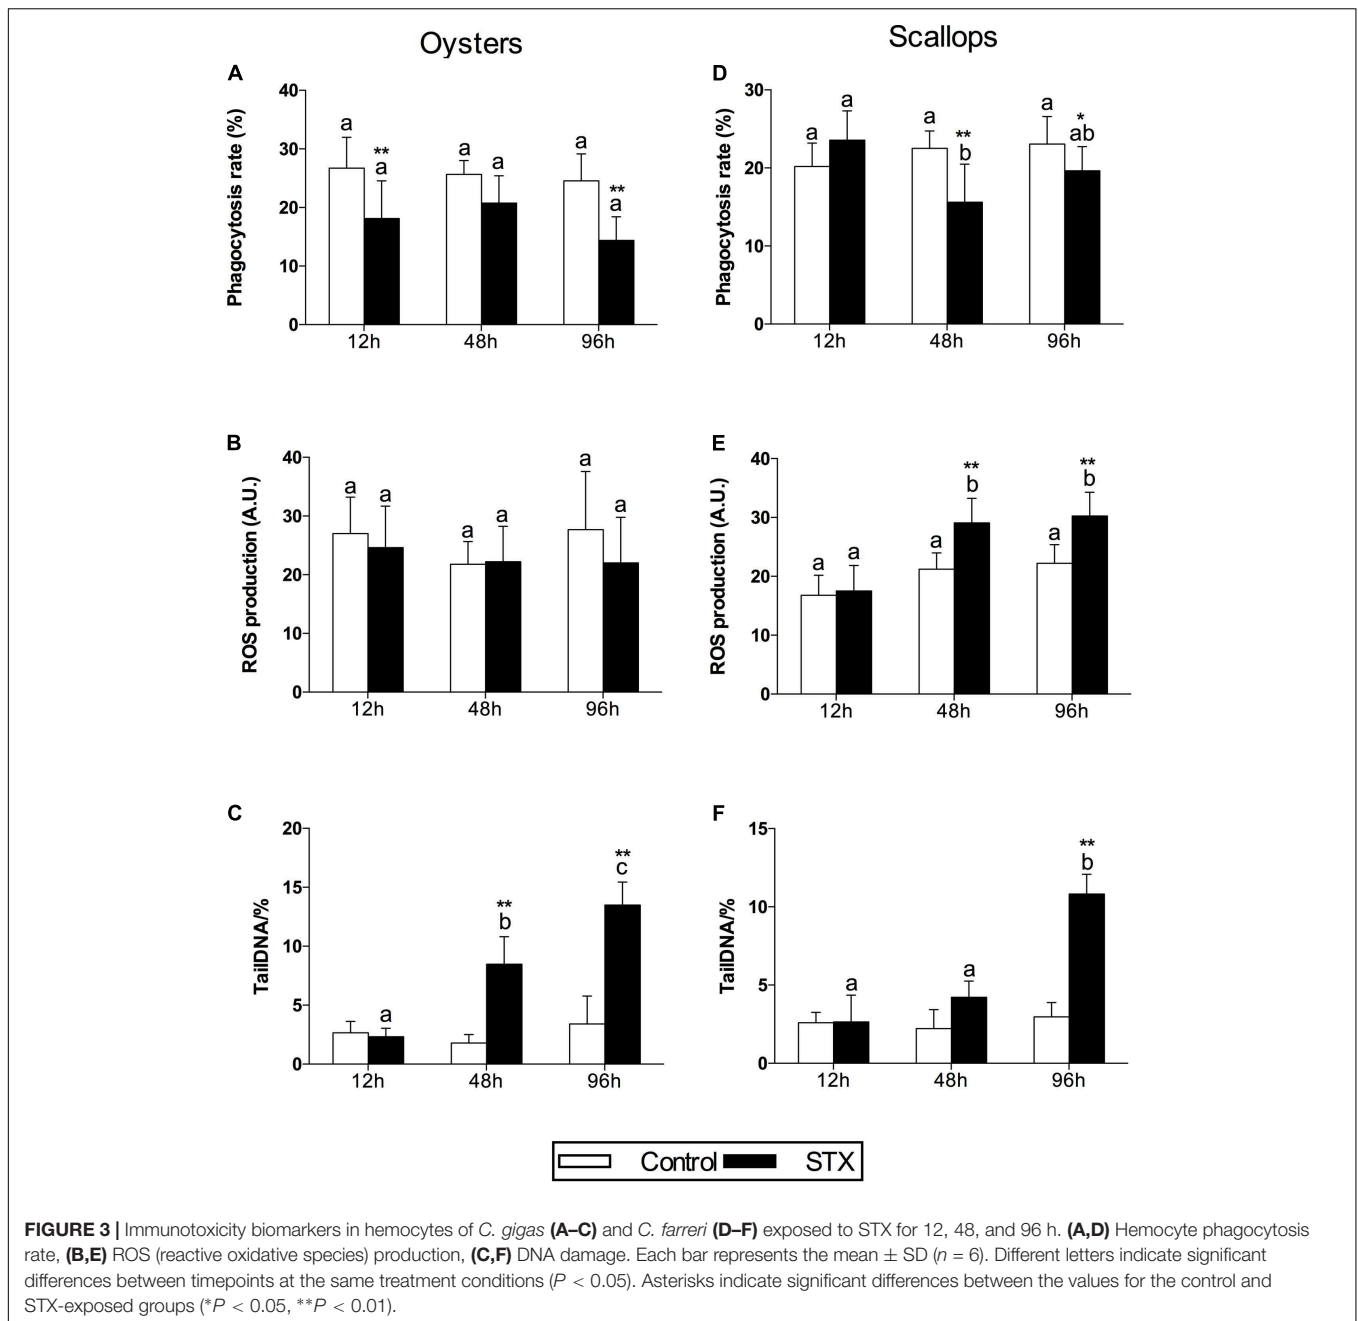 Oysters
Scallops
A
Phagocytosis rate (%)
40
30
20
10
0
a
**
a
a
a
a
**
a
12h
48h
96h
D
Phagocytosis rate (%)
30
20
10
0
a
a
a
**
b
a
*
ab
12h
48h
96h
B
ROS production (A.U.)
40
30
20
10
0
a
a
a
a
a
a
12h
48h
96h
E
ROS production (A.U.)
40
30
20
10
0
a
a
a
**
b
a
**
b
12h
48h
96h
C
TailDNA/%
20
15
10
5
0
a
**
b
**
c
12h
48h
96h
F
TailDNA/%
15
10
5
0
a
a
**
b
12h
48h
96h
Control STX
FIGURE 3 | Immunotoxicity biomarkers in hemocytes of C. gigas (A–C) and C. farreri (D–F) exposed to STX for 12, 48, and 96 h. (A,D) Hemocyte phagocytosis
rate, (B,E) ROS (reactive oxidative species) production, (C,F) DNA damage. Each bar represents the mean ± SD (n = 6). Different letters indicate significant
differences between timepoints at the same treatment conditions (P < 0.05). Asterisks indicate significant differences between the values for the control and
STX-exposed groups (*P < 0.05, **P < 0.01).